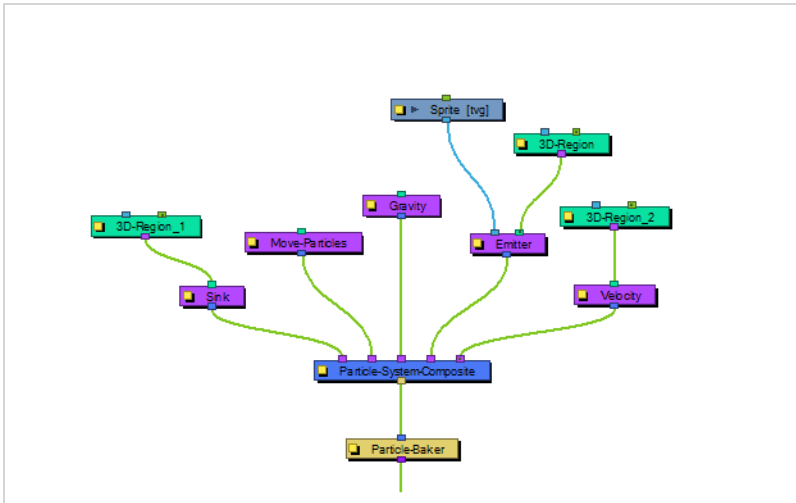 Sprite [tvg]
3D-Region
Gravity
3D-Region_1
3D-Region_2
Move-Particles
Emitter
Sink
Velocity
Particle-System-Composite
Particle-Baker